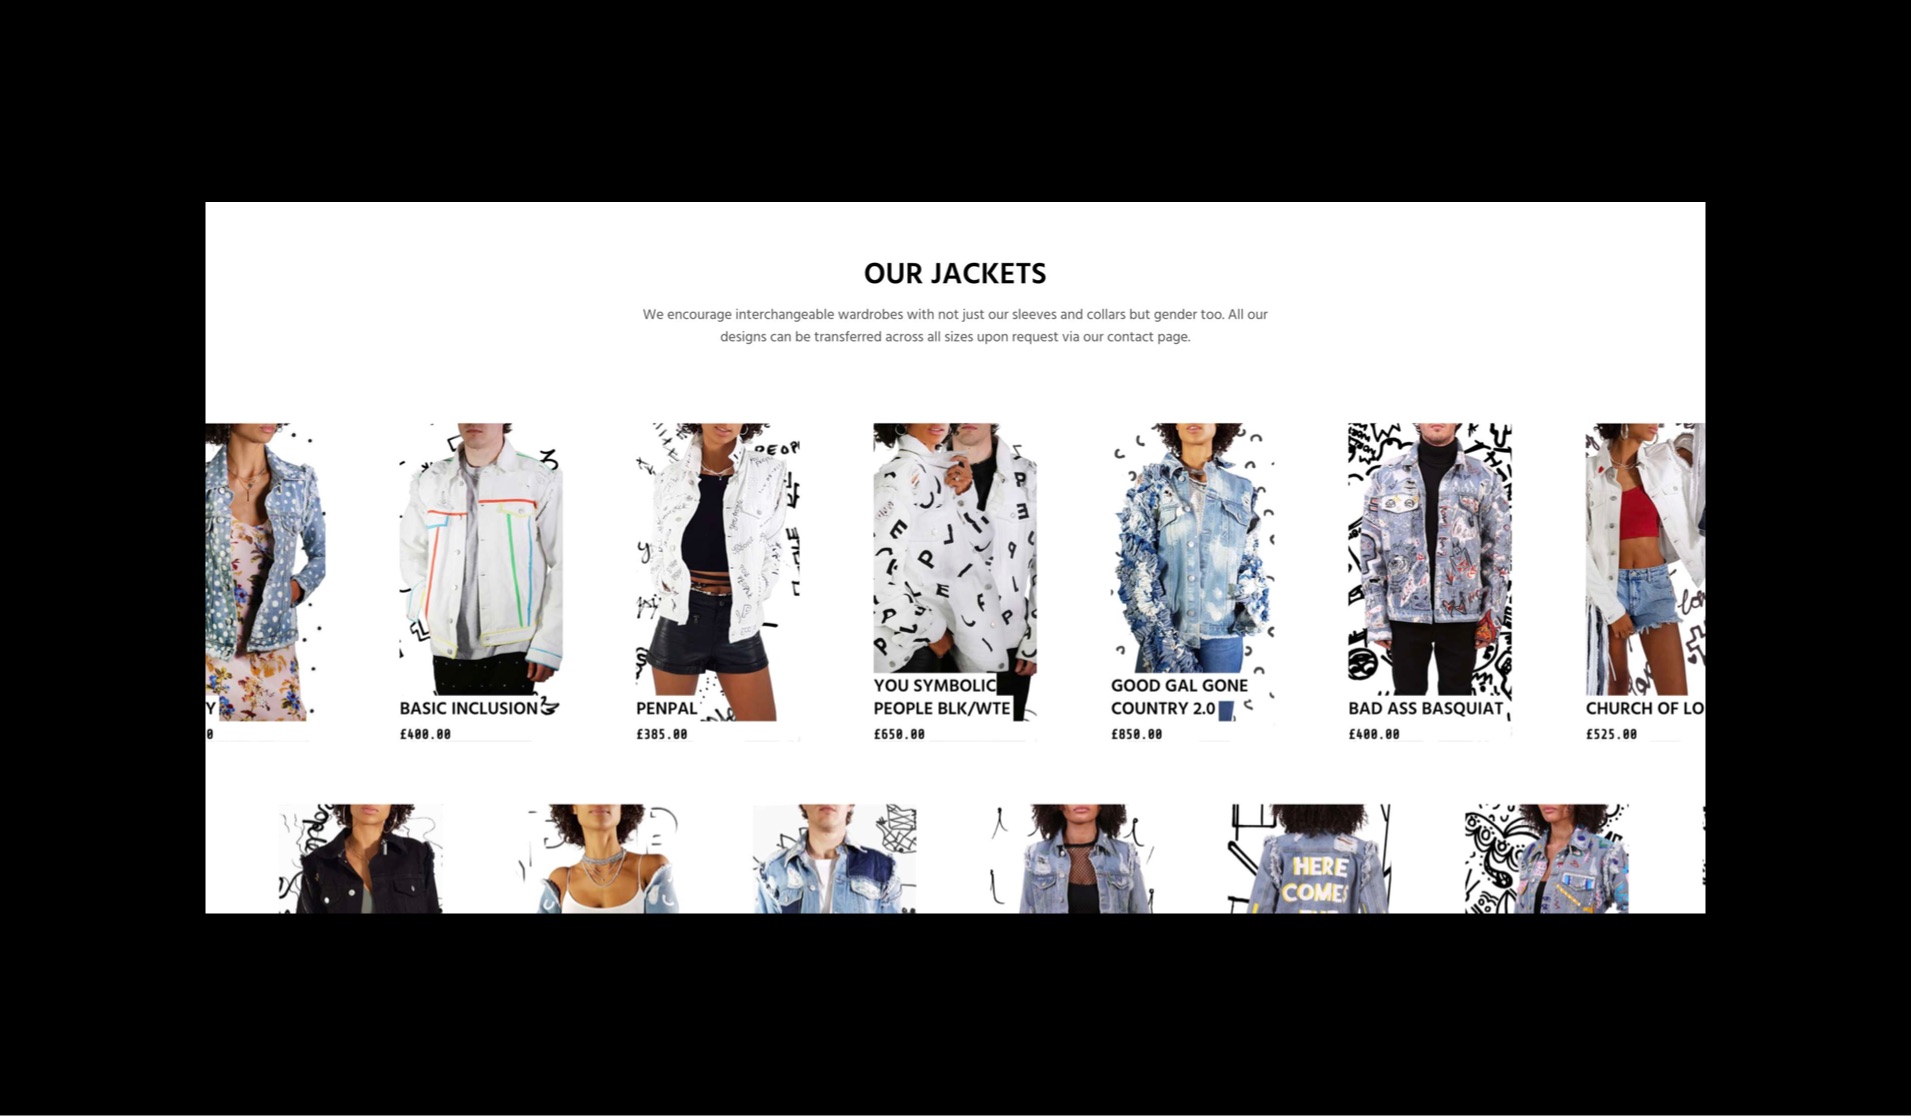 OUR JACKETS
We encourage interchangeable wardrobes with not just our sleeves and collars but gender too. All our
designs can be transferred across all sizes upon request via our contact page.
Y
0
BASIC INCLUSION
£400.00
PENPAL
£385.00
YOU SYMBOLIC
PEOPLE BLK/WTE
£650.00
GOOD GAL GONE
COUNTRY 2.0
£850.00
BAD ASS BASQUIAT
£400.00
CHURCH OF LO
£525.00
HERE
COMES